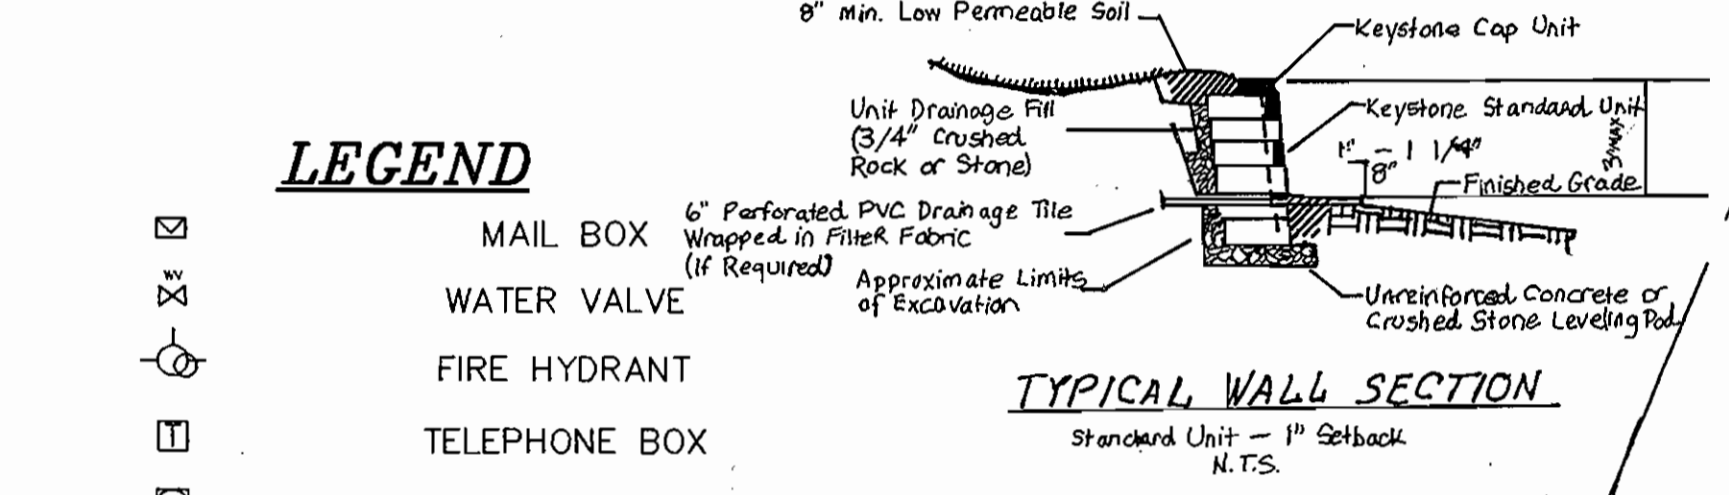 8" Min. Low Permeable Soil
Keystone Cap Unit
Unit Drainage Fill
(3/4" Crushed
Rock or Stone)
Keystone Standard Unit
1" - 1 1/4"
8"
3' MAX
Finished Grade
6" Perforated PVC Drainage Tile
Wrapped in Filter Fabric
(If Required)
Approximate Limits
of Excavation
Unreinforced Concrete or
Crushed Stone Leveling Pad
TYPICAL WALL SECTION
Standard Unit - 1" Setback
N.T.S.
LEGEND
MAIL BOX
WV
WATER VALVE
FIRE HYDRANT
T
TELEPHONE BOX